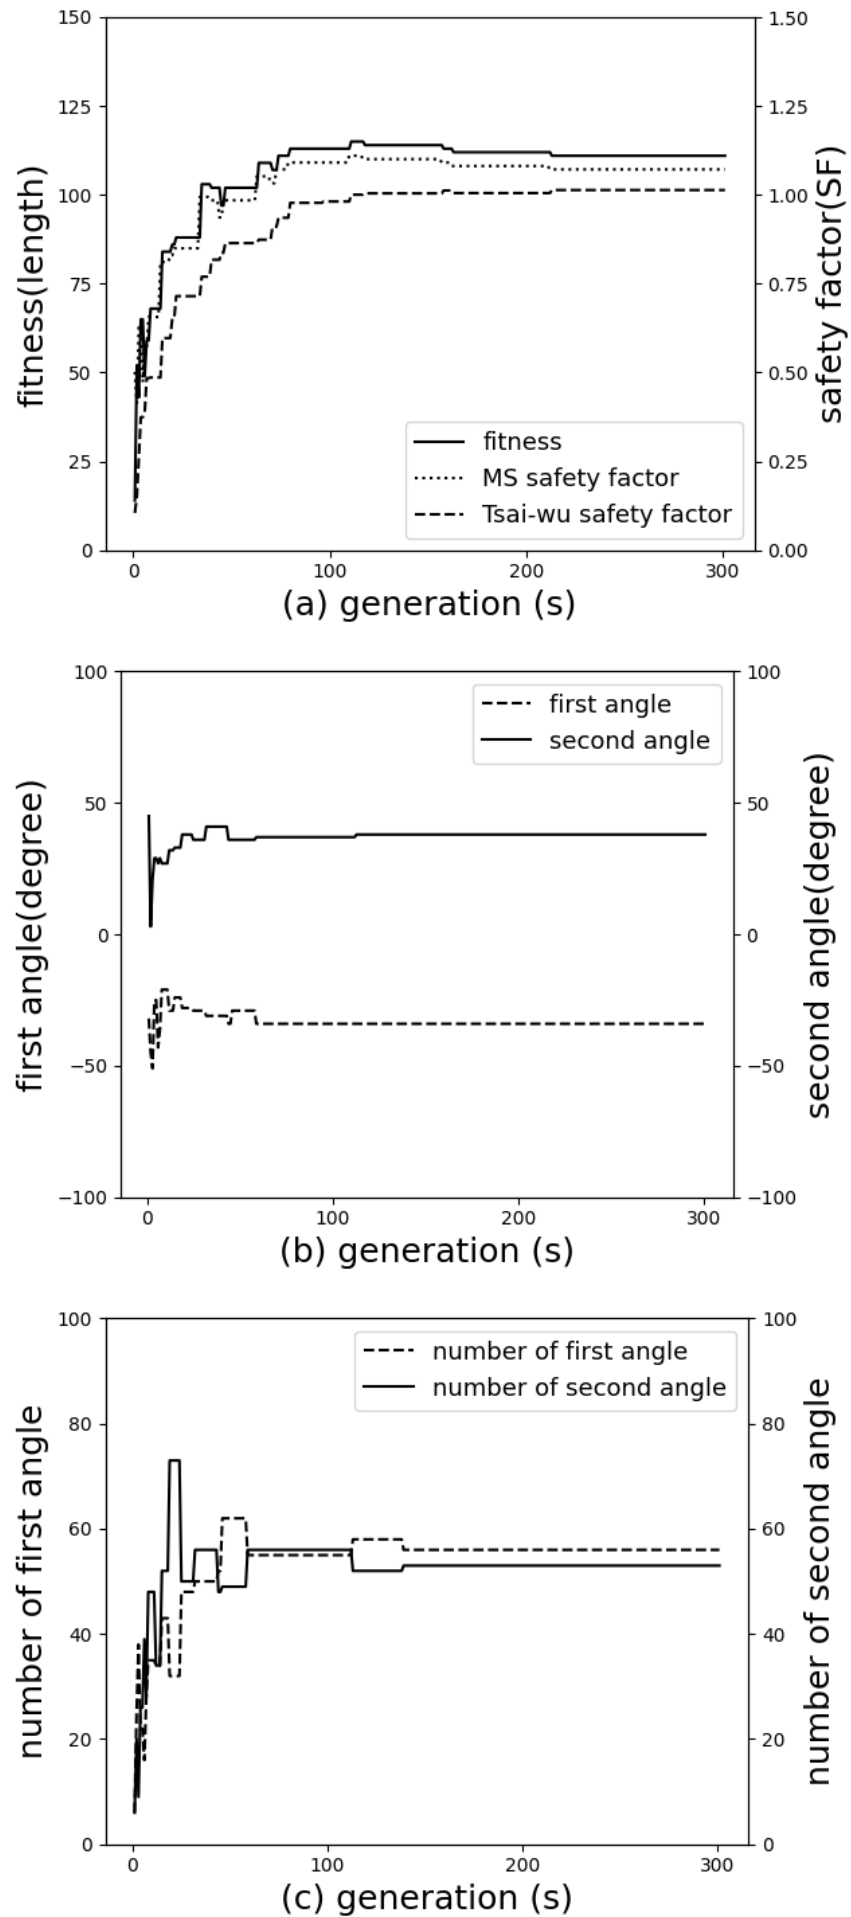 150
125
100
75
50
25
0
fitness(length)
1.50
1.25
1.00
0.75
0.50
0.25
0.00
safety factor(SF)
fitness
MS safety factor
Tsai-wu safety factor
0 100 200 300
(a) generation (s)
100
50
0
−50
−100
first angle(degree)
100
50
0
−50
−100
second angle(degree)
first angle
second angle
0 100 200 300
(b) generation (s)
100
80
60
40
20
0
number of first angle
100
80
60
40
20
0
number of second angle
number of first angle
number of second angle
0 100 200 300
(c) generation (s)